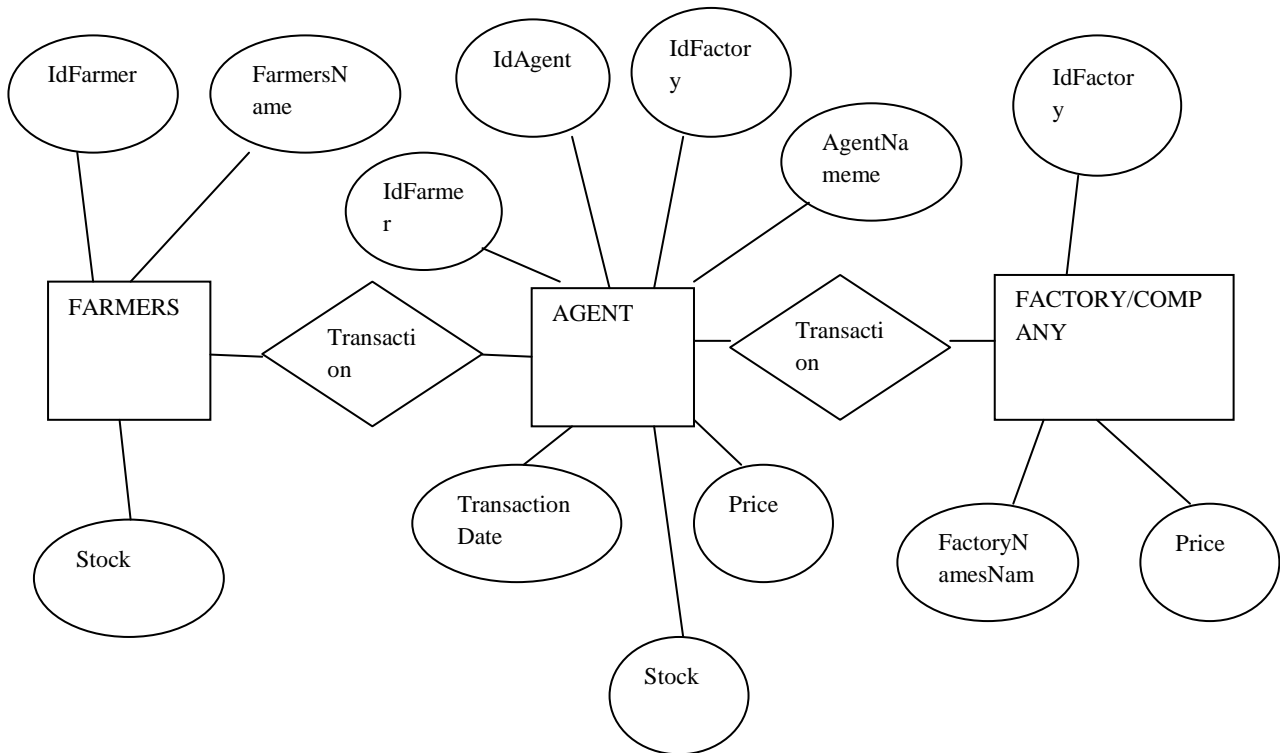 IdFarmer
FarmersN
ame
IdAgent
IdFactor
y
IdFactor
y
AgentNa
meme
IdFarme
r
FARMERS
Transacti
on
AGENT
Transacti
on
FACTORY/COMP
ANY
Transaction
Date
Price
FactoryN
amesNam
Price
Stock
Stock